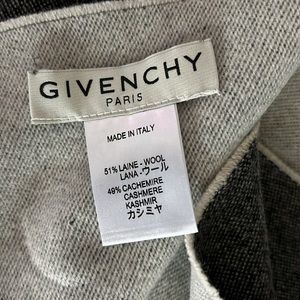 GIVENCHY
PARIS
MADE IN ITALY
51% LAINE - WOOL
LANA - ウール
49% CACHEMIRE
CASHMERE
KASHMIR
カシミヤ